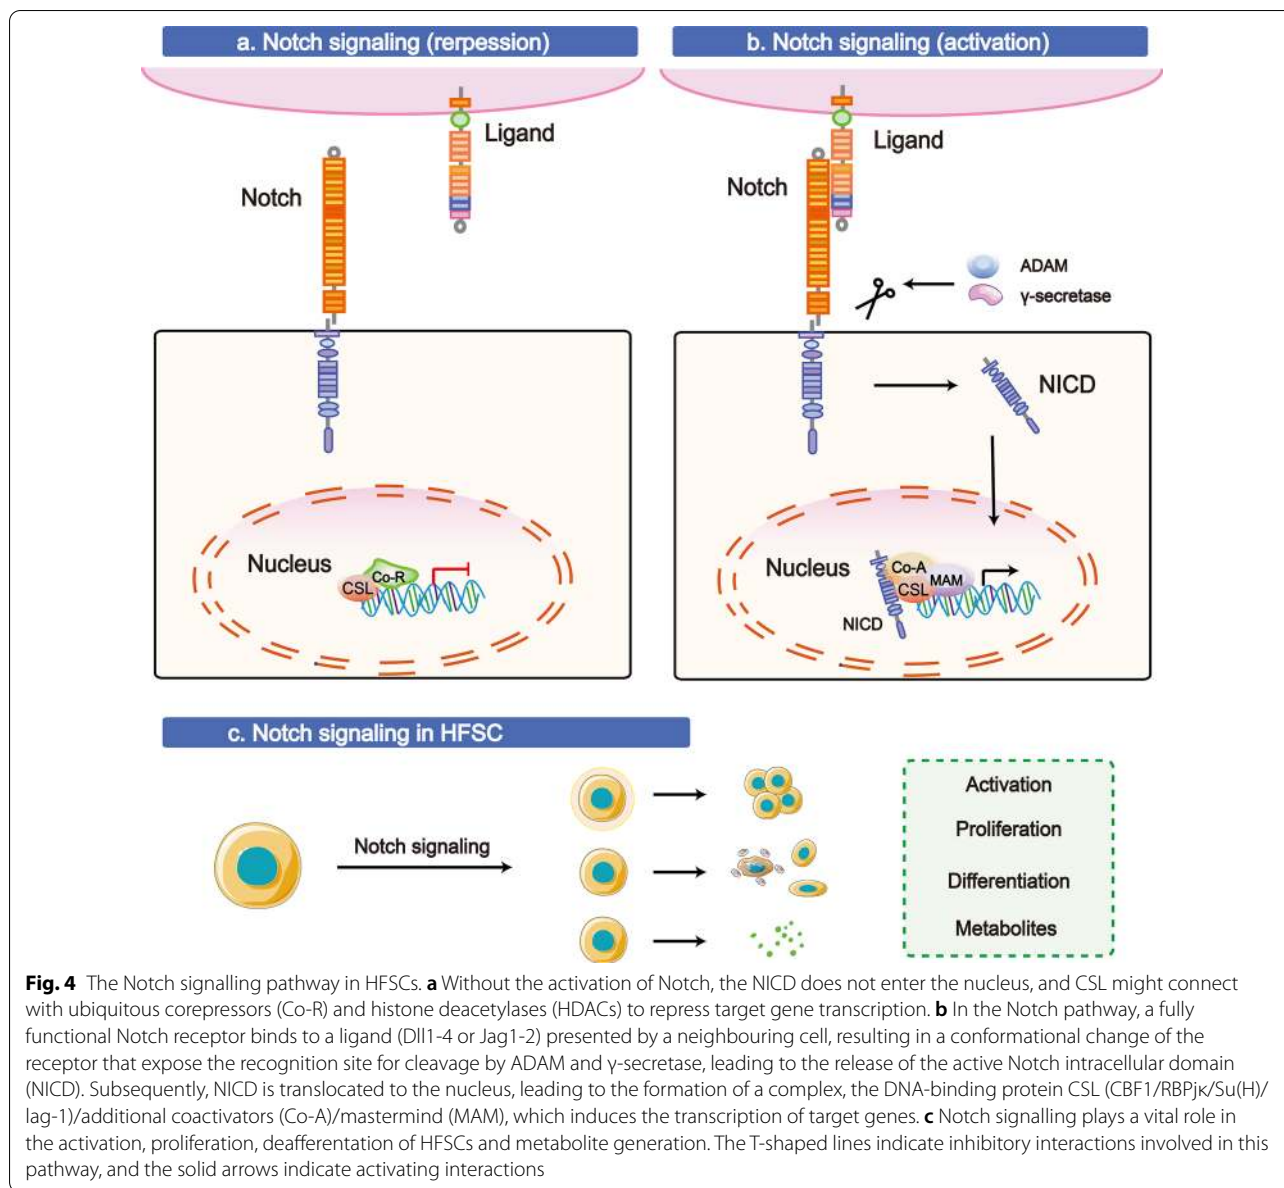 a. Notch signaling (rerpession)
Ligand
Notch
Nucleus
CSL
Co-R
b. Notch signaling (activation)
Ligand
Notch
ADAM
γ-secretase
NICD
Nucleus
Co-A
CSL
MAM
NICD
c. Notch signaling in HFSC
Notch signaling
Activation
Proliferation
Differentiation
Metabolites
Fig. 4 The Notch signalling pathway in HFSCs. a Without the activation of Notch, the NICD does not enter the nucleus, and CSL might connect
with ubiquitous corepressors (Co-R) and histone deacetylases (HDACs) to repress target gene transcription. b In the Notch pathway, a fully
functional Notch receptor binds to a ligand (Dll1-4 or Jag1-2) presented by a neighbouring cell, resulting in a conformational change of the
receptor that expose the recognition site for cleavage by ADAM and γ-secretase, leading to the release of the active Notch intracellular domain
(NICD). Subsequently, NICD is translocated to the nucleus, leading to the formation of a complex, the DNA-binding protein CSL (CBF1/RBPjκ/Su(H)/
lag-1)/additional coactivators (Co-A)/mastermind (MAM), which induces the transcription of target genes. c Notch signalling plays a vital role in
the activation, proliferation, deafferentation of HFSCs and metabolite generation. The T-shaped lines indicate inhibitory interactions involved in this
pathway, and the solid arrows indicate activating interactions